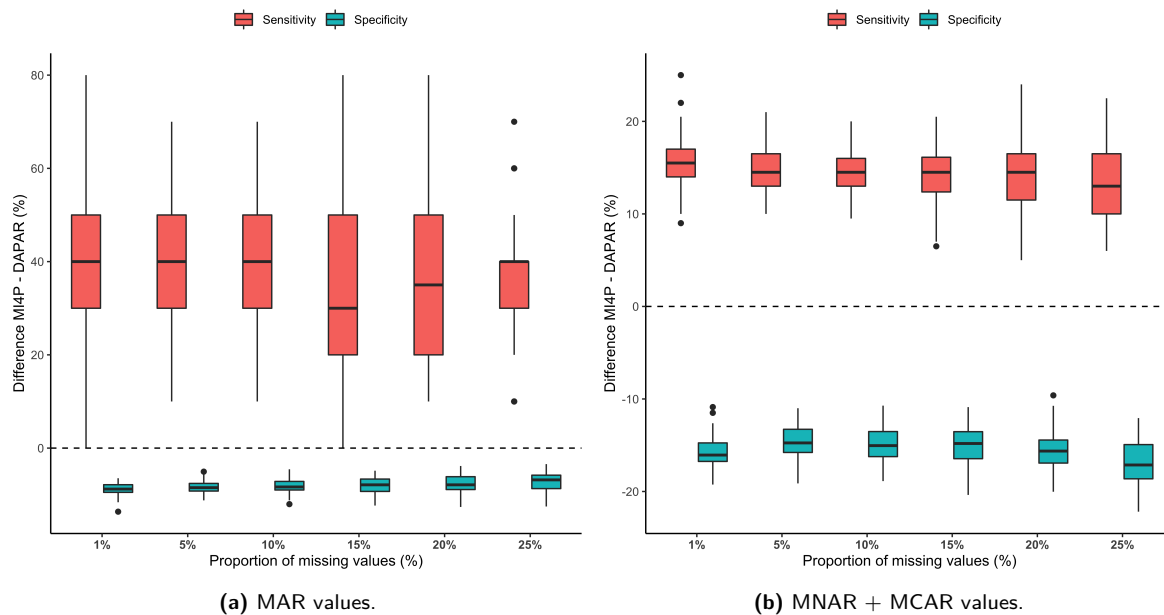 Sensitivity Specificity
Difference MI4P - DAPAR (%)
80
60
40
20
0
1% 5% 10% 15% 20% 25%
Proportion of missing values (%)
(a) MAR values.
Sensitivity Specificity
Difference MI4P - DAPAR (%)
20
10
0
-10
-20
1% 5% 10% 15% 20% 25%
Proportion of missing values (%)
(b) MNAR + MCAR values.